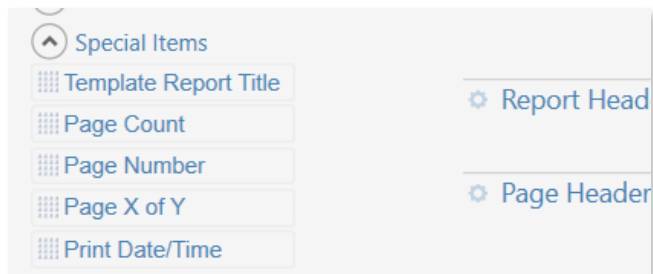 Special Items
Template Report Title
Page Count
Page Number
Page X of Y
Print Date/Time
Report Head
Page Header